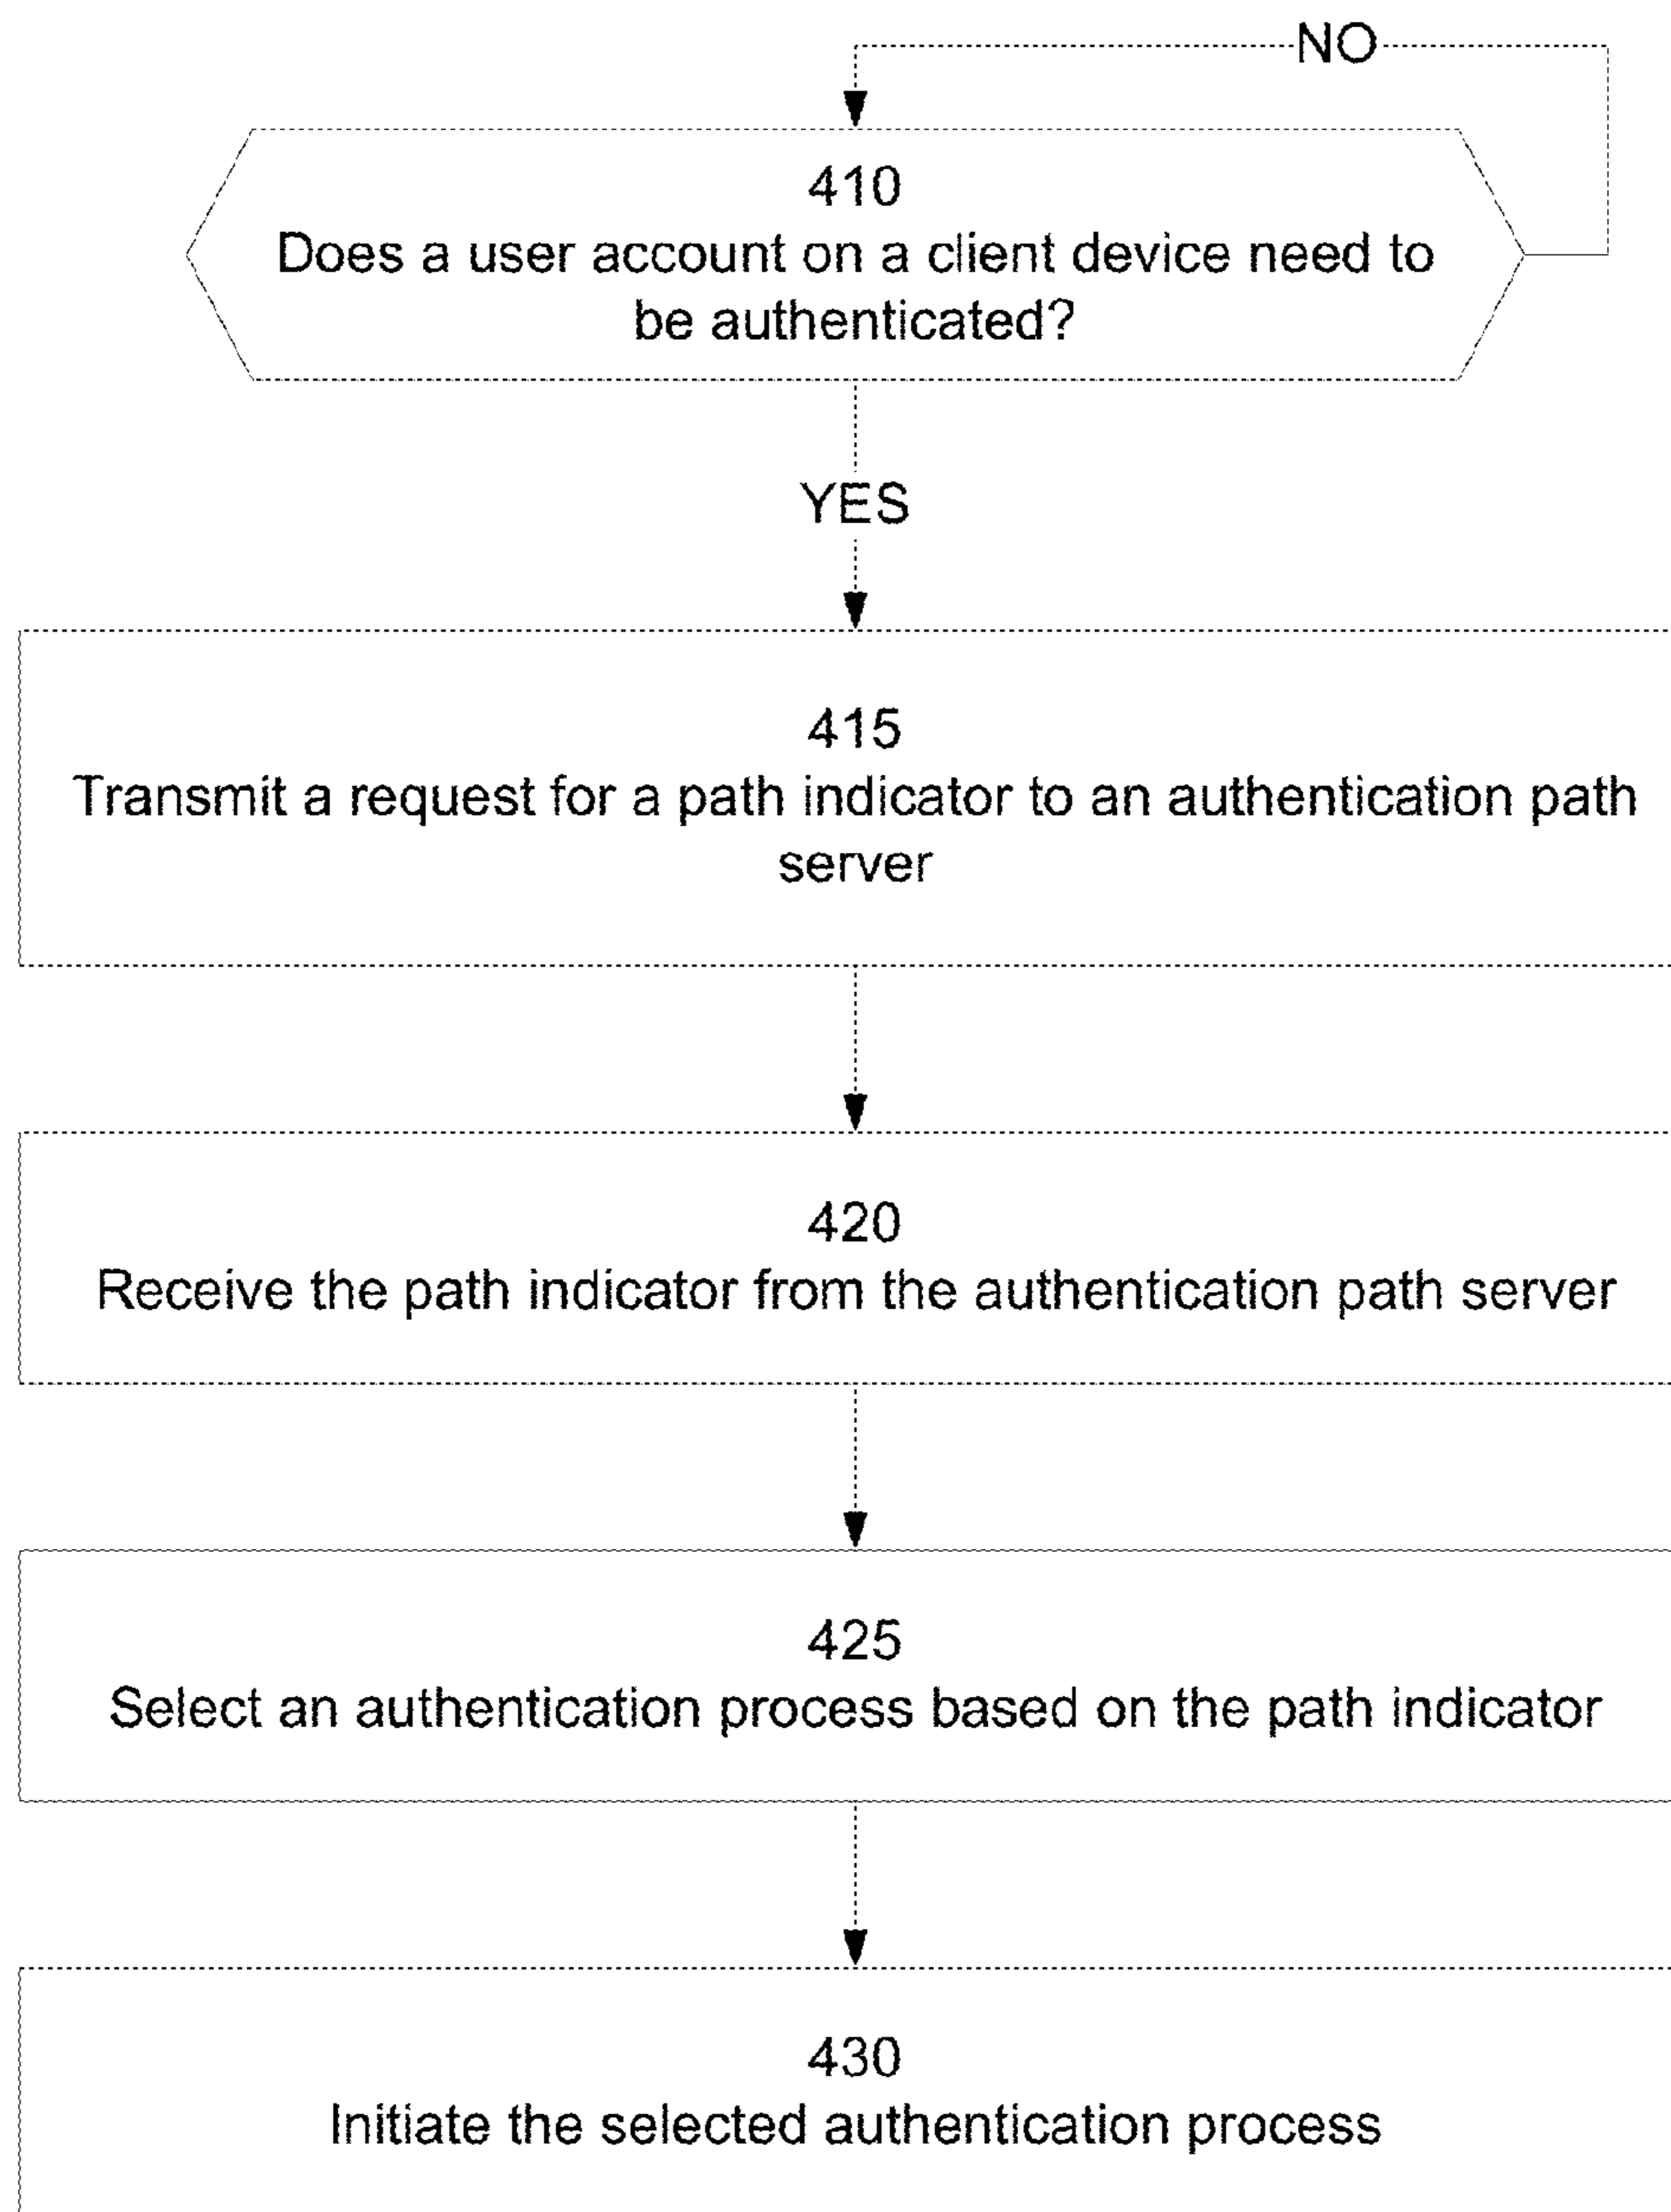 NO
410
Does a user account on a client device need to
be authenticated?
YES
415
Transmit a request for a path indicator to an authentication path
server
420
Receive the path indicator from the authentication path server
425
Select an authentication process based on the path indicator
430
Initiate the selected authentication process